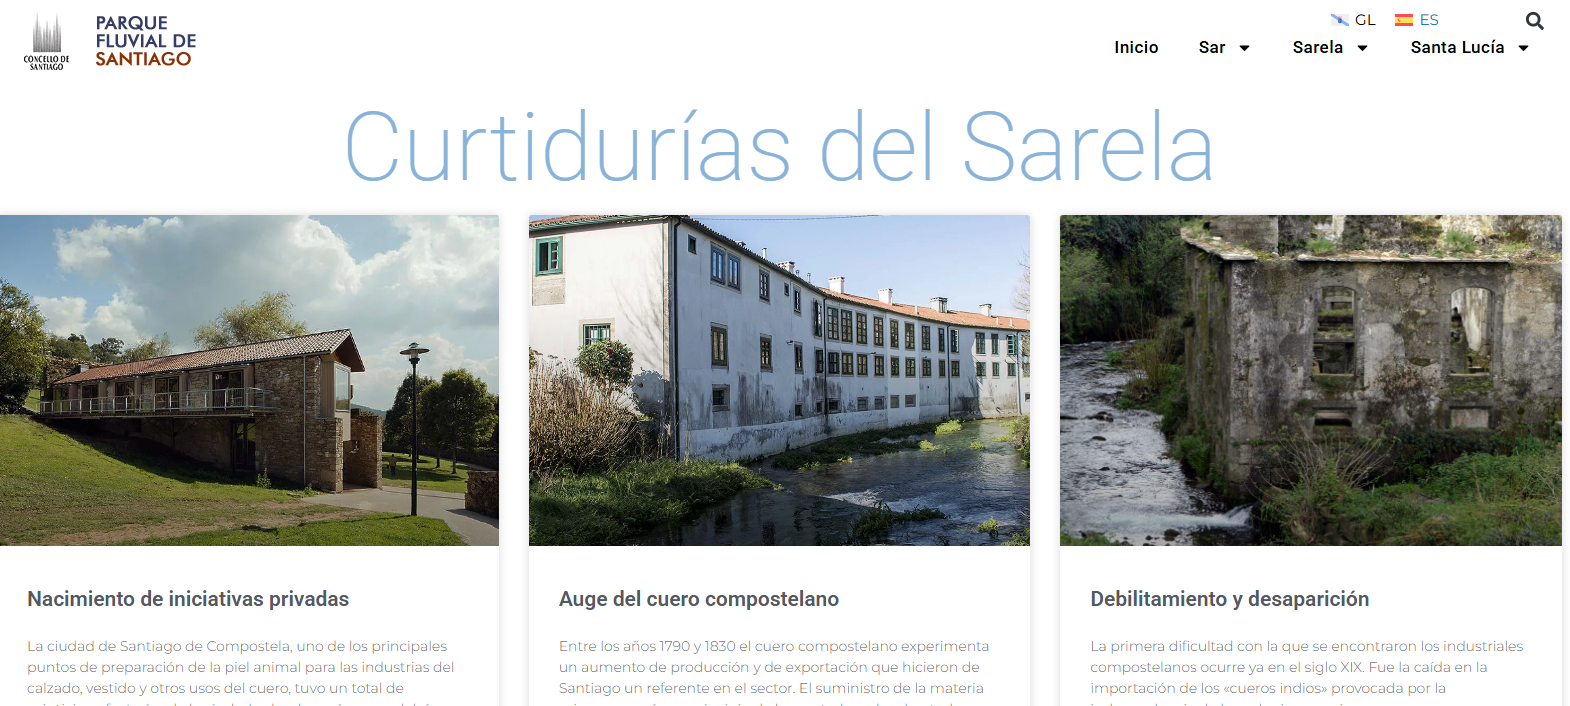 CONCELLO DE
SANTIAGO
PARQUE
FLUVIAL DE
SANTIAGO
GL
ES
Inicio
Sar
Sarela
Santa Lucía
Curtidurías del Sarela
Nacimiento de iniciativas privadas
La ciudad de Santiago de Compostela, uno de los principales
puntos de preparación de la piel animal para las industrias del
calzado, vestido y otros usos del cuero, tuvo un total de
Auge del cuero compostelano
Entre los años 1790 y 1830 el cuero compostelano experimenta
un aumento de producción y de exportación que hicieron de
Santiago un referente en el sector. El suministro de la materia
Debilitamiento y desaparición
La primera dificultad con la que se encontraron los industriales
compostelanos ocurre ya en el siglo XIX. Fue la caída en la
importación de los «cueros indios» provocada por la